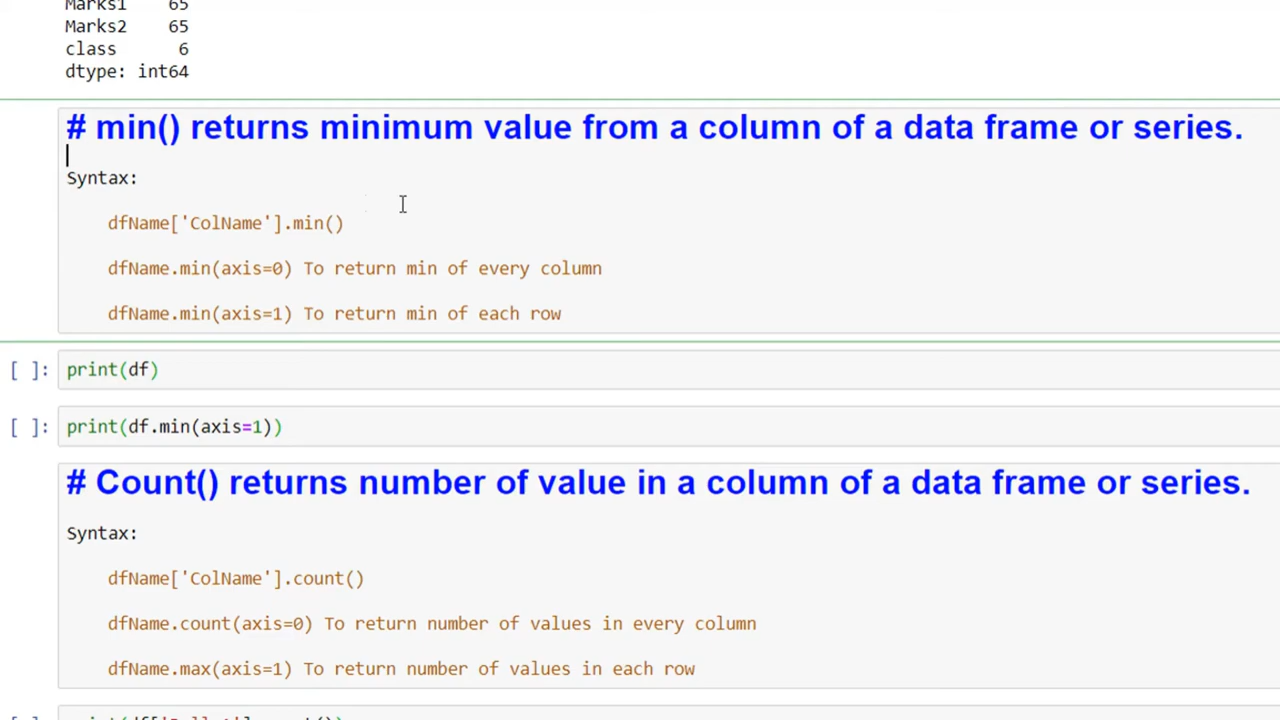 Marks1    65
Marks2    65
class      6
dtype: int64
# min() returns minimum value from a column of a data frame or series.
Syntax:
dfName['ColName'].min()
dfName.min(axis=0) To return min of every column
dfName.min(axis=1) To return min of each row
[ ]: print(df)
[ ]: print(df.min(axis=1))
# Count() returns number of value in a column of a data frame or series.
Syntax:
dfName['ColName'].count()
dfName.count(axis=0) To return number of values in every column
dfName.max(axis=1) To return number of values in each row